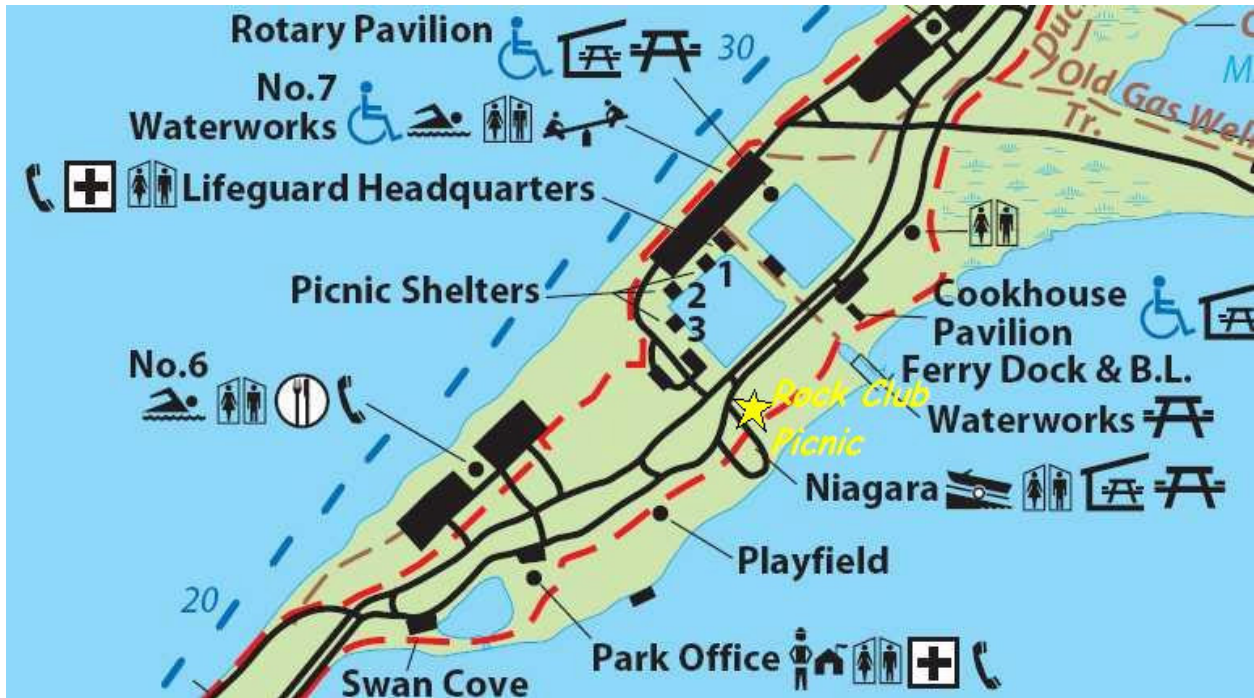 Rotary Pavilion
30
No.7
Waterworks
Lifeguard Headquarters
Duc
Old Gas Well
Tr.
M
1
Picnic Shelters
2
3
Cookhouse
Pavilion
No.6
Ferry Dock & B.L.
Rock Club
Picnic
Waterworks
Niagara
Playfield
20
Park Office
Swan Cove